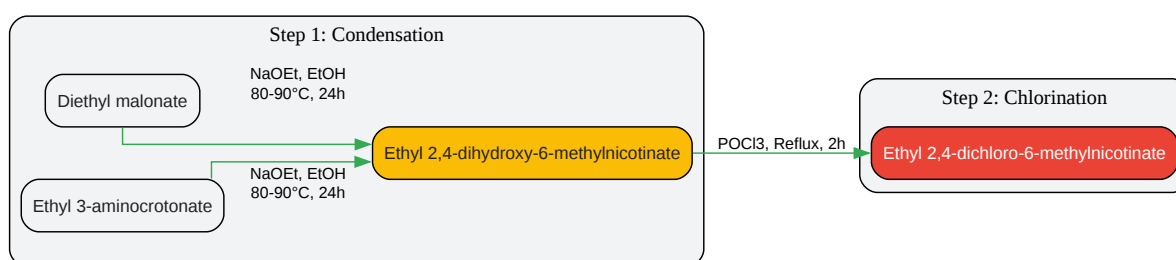 Step 1: Condensation
NaOEt, EtOH
80-90°C, 24h
Diethyl malonate
Ethyl 2,4-dihydroxy-6-methylnicotinate
NaOEt, EtOH
80-90°C, 24h
Ethyl 3-aminocrotonate
POCl3, Reflux, 2h
Step 2: Chlorination
Ethyl 2,4-dichloro-6-methylnicotinate